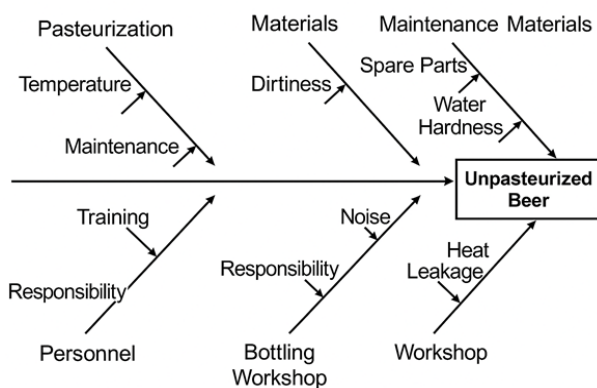 Pasteurization
Materials
Maintenance Materials
Temperature
Dirtiness
Spare Parts
Water
Hardness
Maintenance
Unpasteurized
Beer
Training
Noise
Responsibility
Responsibility
Heat
Leakage
Personnel
Bottling
Workshop
Workshop